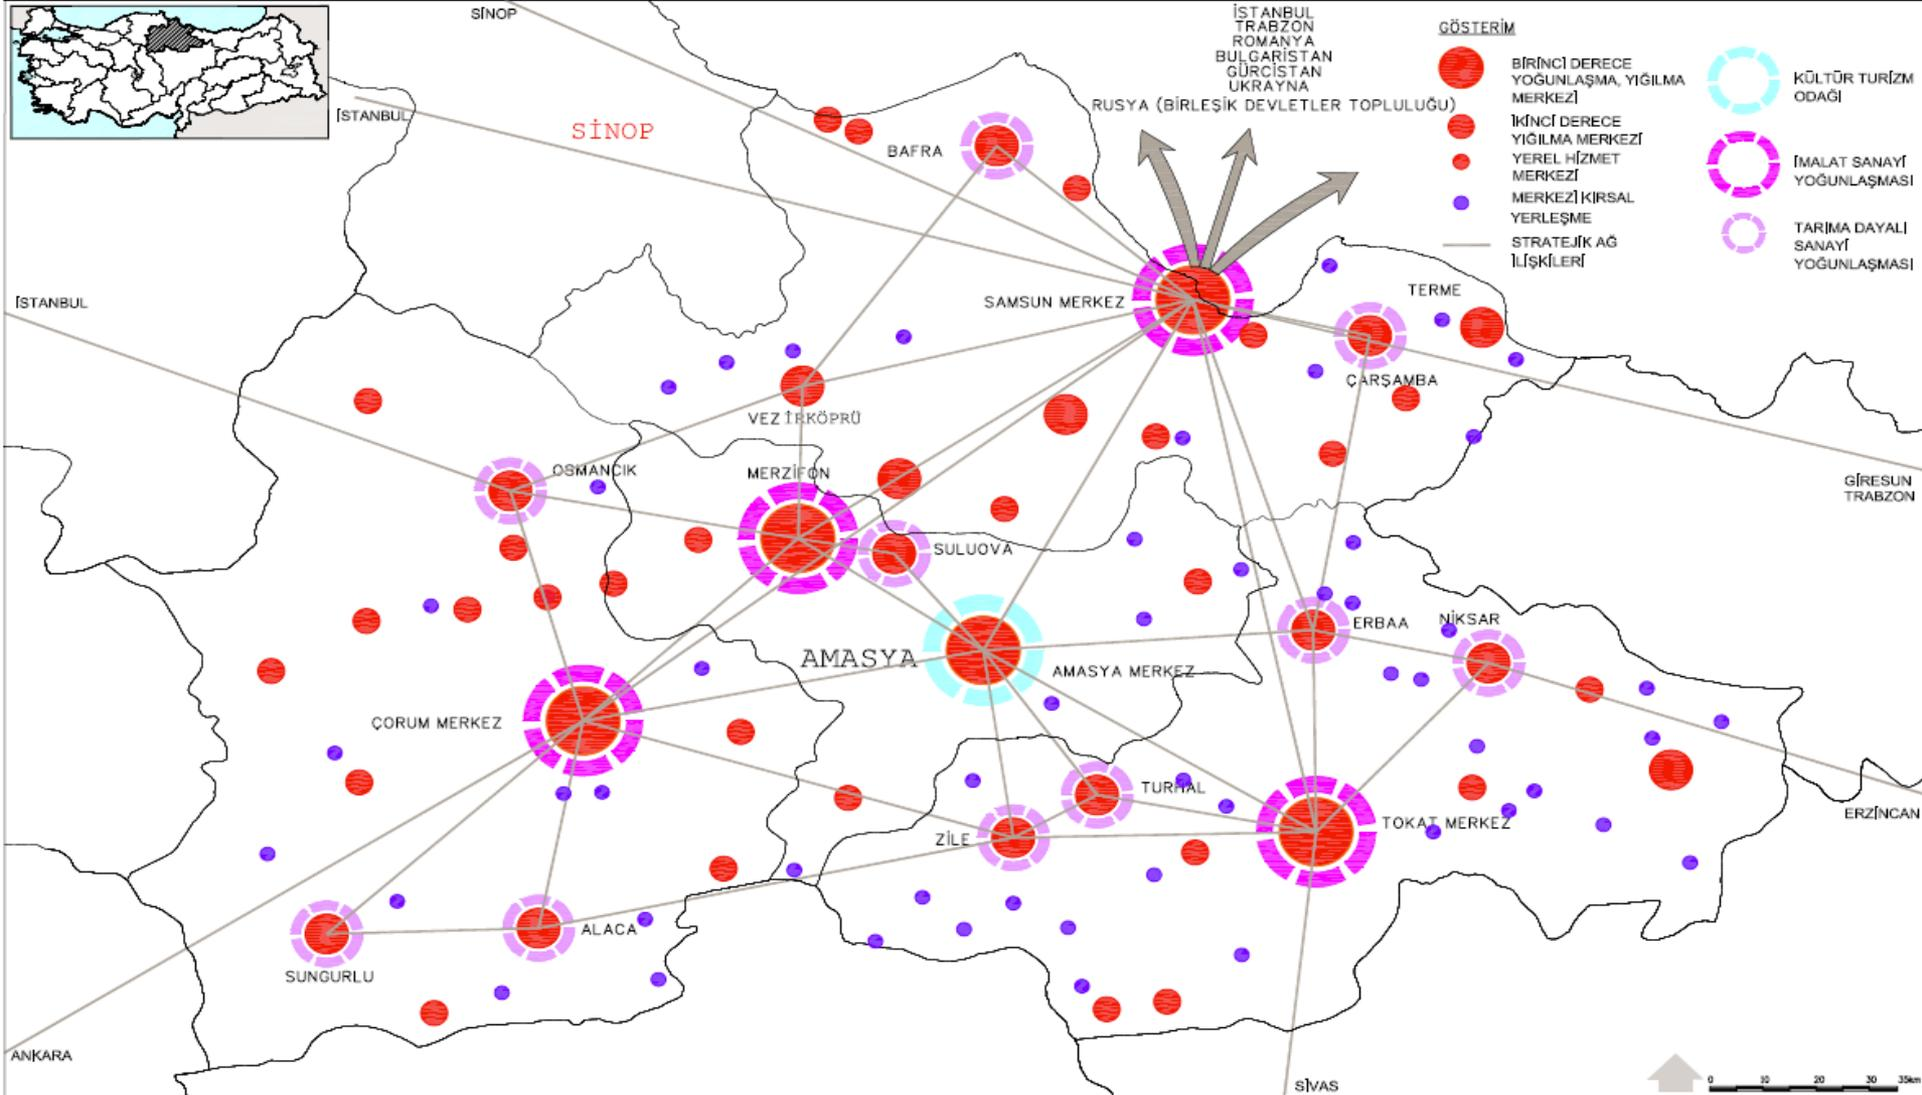 SİNOP
İSTANBUL
TRABZON
ROMANYA
BULGARİSTAN
GÜRCİSTAN
UKRAYNA
RUSYA (BİRLEŞİK DEVLETLER TOPLULUĞU)
GÖSTERİM
BİRİNCİ DERECE
YOĞUNLAŞMA, YIĞILMA
MERKEZİ
İKİNCİ DERECE
YIĞILMA MERKEZİ
YEREL HİZMET
MERKEZİ
MERKEZİ KIRSAL
YERLEŞME
STRATEJİK AĞ
İLİŞKİLERİ
KÜLTÜR TURİZM
ODAĞI
İMALAT SANAYİ
YOĞUNLAŞMASI
TARIMA DAYALI
SANAYİ
YOĞUNLAŞMASI
İSTANBUL
SİNOP
BAFRA
İSTANBUL
SAMSUN MERKEZ
TERME
ÇARŞAMBA
VEZİRKÖPRÜ
OSMANCIK
MERZİFON
GİRESUN
TRABZON
SULUOVA
ERBAA
NİKSAR
AMASYA
AMASYA MERKEZ
ÇORUM MERKEZ
TURHAL
ZİLE
TOKAT MERKEZ
ERZİNCAN
ALACA
SUNGURLU
ANKARA
SİVAS
0 10 20 30 35km